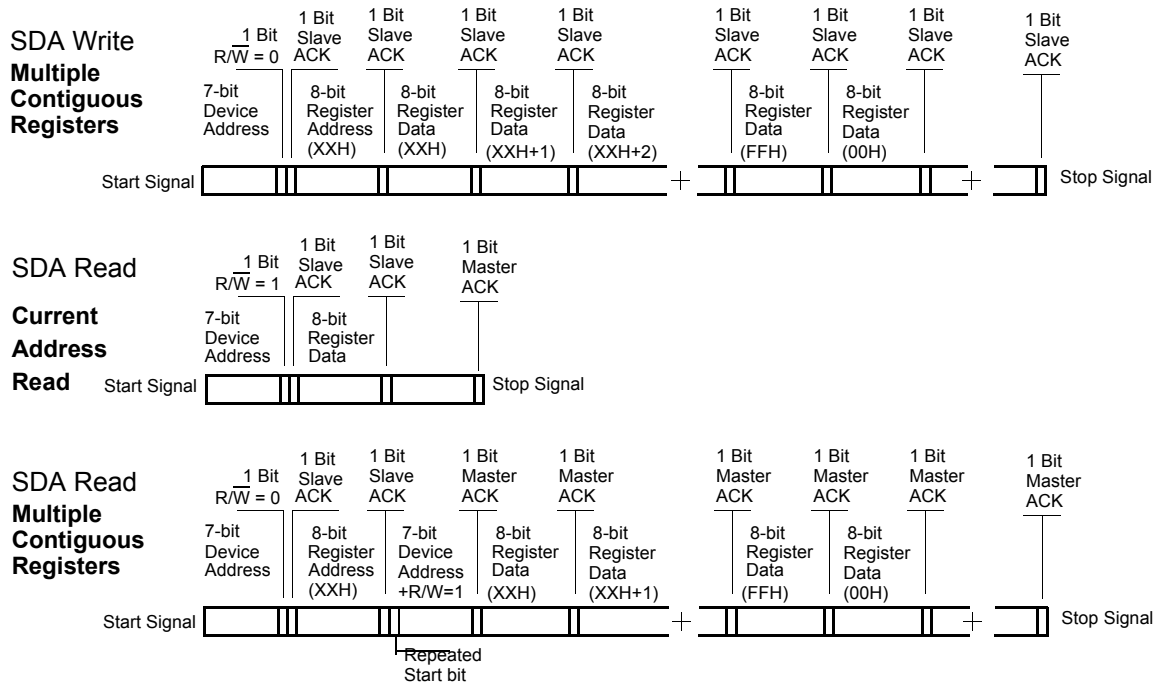 SDA Write
Multiple
Contiguous
Registers
1 Bit
R/W = 0
1 Bit
Slave
ACK
1 Bit
Slave
ACK
1 Bit
Slave
ACK
1 Bit
Slave
ACK
1 Bit
Slave
ACK
1 Bit
Slave
ACK
1 Bit
Slave
ACK
1 Bit
Slave
ACK
7-bit
Device
Address
8-bit
Register
Address
(XXH)
8-bit
Register
Data
(XXH)
8-bit
Register
Data
(XXH+1)
8-bit
Register
Data
(XXH+2)
8-bit
Register
Data
(FFH)
8-bit
Register
Data
(00H)
Start Signal
Stop Signal
SDA Read
Current
Address
Read
1 Bit
R/W = 1
1 Bit
Slave
ACK
1 Bit
Slave
ACK
1 Bit
Master
ACK
7-bit
Device
Address
8-bit
Register
Data
Start Signal
Stop Signal
SDA Read
Multiple
Contiguous
Registers
1 Bit
R/W = 0
1 Bit
Slave
ACK
1 Bit
Slave
ACK
1 Bit
Master
ACK
1 Bit
Master
ACK
1 Bit
Master
ACK
1 Bit
Master
ACK
1 Bit
Master
ACK
1 Bit
Master
ACK
7-bit
Device
Address
8-bit
Register
Address
(XXH)
7-bit
Device
Address
+R/W=1
8-bit
Register
Data
(XXH)
8-bit
Register
Data
(XXH+1)
8-bit
Register
Data
(FFH)
8-bit
Register
Data
(00H)
Start Signal
Stop Signal
Repeated
Start bit